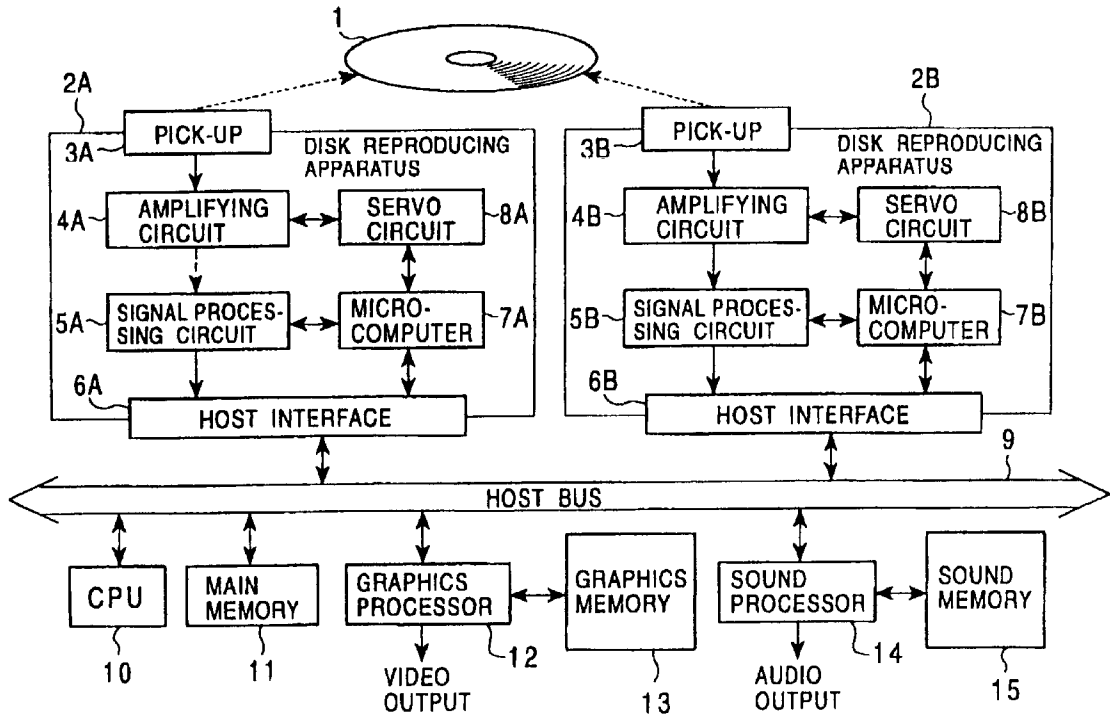 1
2A
PICK-UP
3A
DISK REPRODUCING
APPARATUS
4A
AMPLIFYING
CIRCUIT
SERVO
CIRCUIT
8A
5A
SIGNAL PROCES-
SING CIRCUIT
MICRO-
COMPUTER
7A
6A
HOST INTERFACE
2B
PICK-UP
3B
DISK REPRODUCING
APPARATUS
4B
AMPLIFYING
CIRCUIT
SERVO
CIRCUIT
8B
5B
SIGNAL PROCES-
SING CIRCUIT
MICRO-
COMPUTER
7B
6B
HOST INTERFACE
9
HOST BUS
CPU
10
MAIN
MEMORY
11
GRAPHICS
PROCESSOR
12
VIDEO
OUTPUT
GRAPHICS
MEMORY
13
SOUND
PROCESSOR
14
AUDIO
OUTPUT
SOUND
MEMORY
15